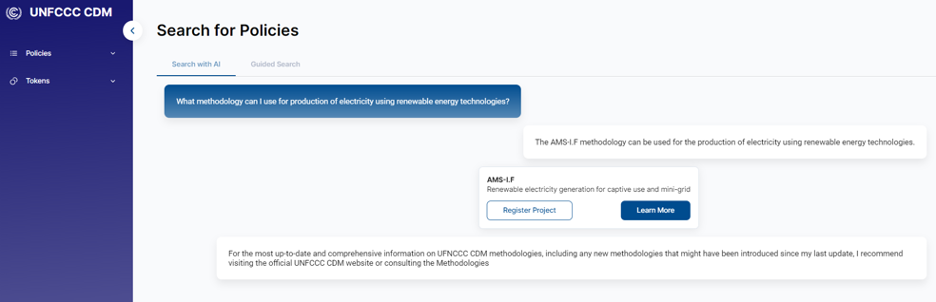 UNFCCC CDM
Policies
Tokens
Search for Policies
Search with AI
Guided Search
What methodology can I use for production of electricity using renewable energy technologies?
The AMS-I.F methodology can be used for the production of electricity using renewable energy technologies.
AMS-I.F
Renewable electricity generation for captive use and mini-grid
Register Project
Learn More
For the most up-to-date and comprehensive information on UFNCCC CDM methodologies, including any new methodologies that might have been introduced since my last update, I recommend
visiting the official UNFCCC CDM website or consulting the Methodologies